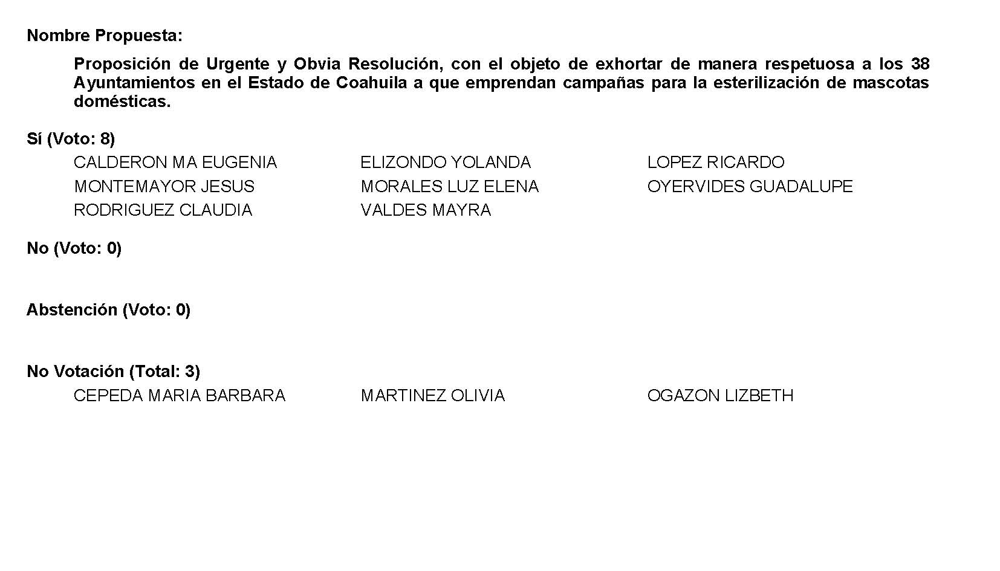 Nombre Propuesta:
Proposición de Urgente y Obvia Resolución, con el objeto de exhortar de manera respetuosa a los 38
Ayuntamientos en el Estado de Coahuila a que emprendan campañas para la esterilización de mascotas
domésticas.
Sí (Voto: 8)
CALDERON MA EUGENIA ELIZONDO YOLANDA LOPEZ RICARDO
MONTEMAYOR JESUS MORALES LUZ ELENA OYERVIDES GUADALUPE
RODRIGUEZ CLAUDIA VALDES MAYRA
No (Voto: 0)
Abstención (Voto: 0)
No Votación (Total: 3)
CEPEDA MARIA BARBARA MARTINEZ OLIVIA OGAZON LIZBETH